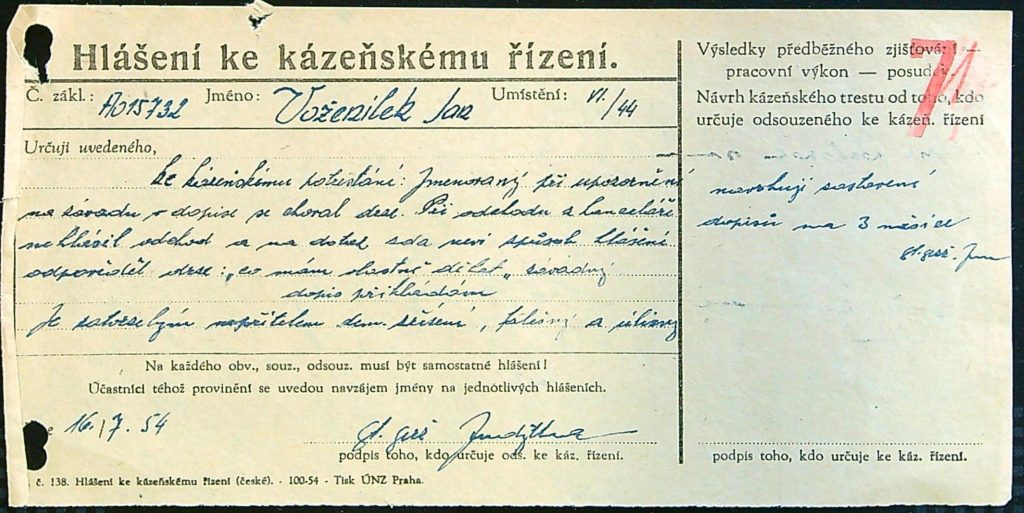 Hlášení ke kázeňskému řízení.
Č. zákl.: A015732 Jméno: Voženílek Jan Umístění: VI./44
Určuji uvedeného,
ke kázeňskému potrestání: Jmenovaný při upozornění
na závadu v dopise se choval drze. Při odchodu z kanceláře
nehlásil odchod a na dotaz zda neví způsob hlášení
odpověděl drze: „co mám vlastně dělat„ závadný
dopis přikládám
Je zatvrzelým nepřítelem dem. zřízení, falešný a úlisný
Na každého obv., souz., odsouz. musí být samostatné hlášení!
Účastníci téhož provinění se uvedou navzájem jmény na jednotlivých hlášeních.
16./7. 54
podpis toho, kdo určuje ods. ke káz. řízení.
č. 138. Hlášení ke kázeňskému řízení (české). - 100-54 - Tisk ÚNZ Praha.
Výsledky předběžného zjišťování —
pracovní výkon — posudek.
Návrh kázeňského trestu od toho, kdo
určuje odsouzeného ke kázeň. řízení
navrhuji zastavení
dopisů na 3 měsíce
podpis toho, kdo určuje ke káz. řízení.